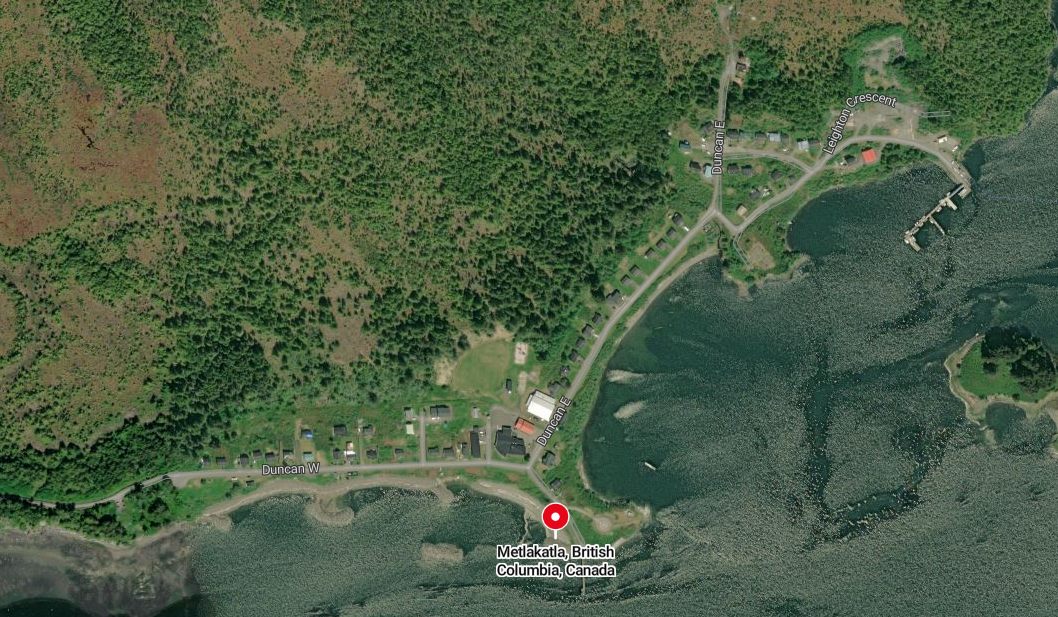 Leighton Crescent
Duncan E
Duncan E
Duncan W
Metlakatla, British
Columbia, Canada